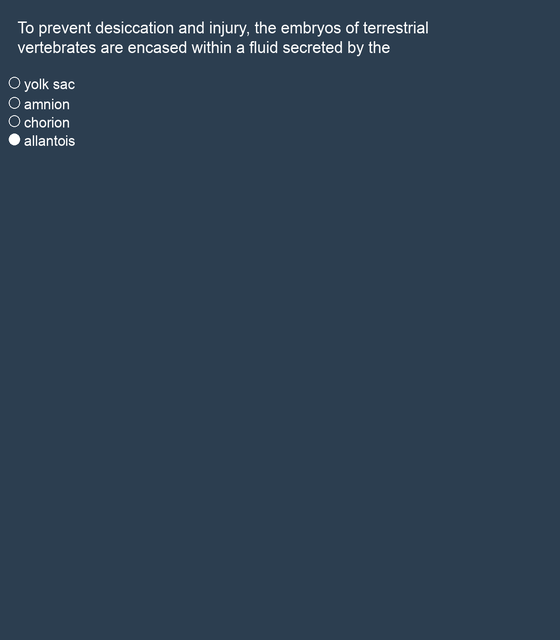 To prevent desiccation and injury, the embryos of terrestrial
vertebrates are encased within a fluid secreted by the
yolk sac
amnion
chorion
allantois